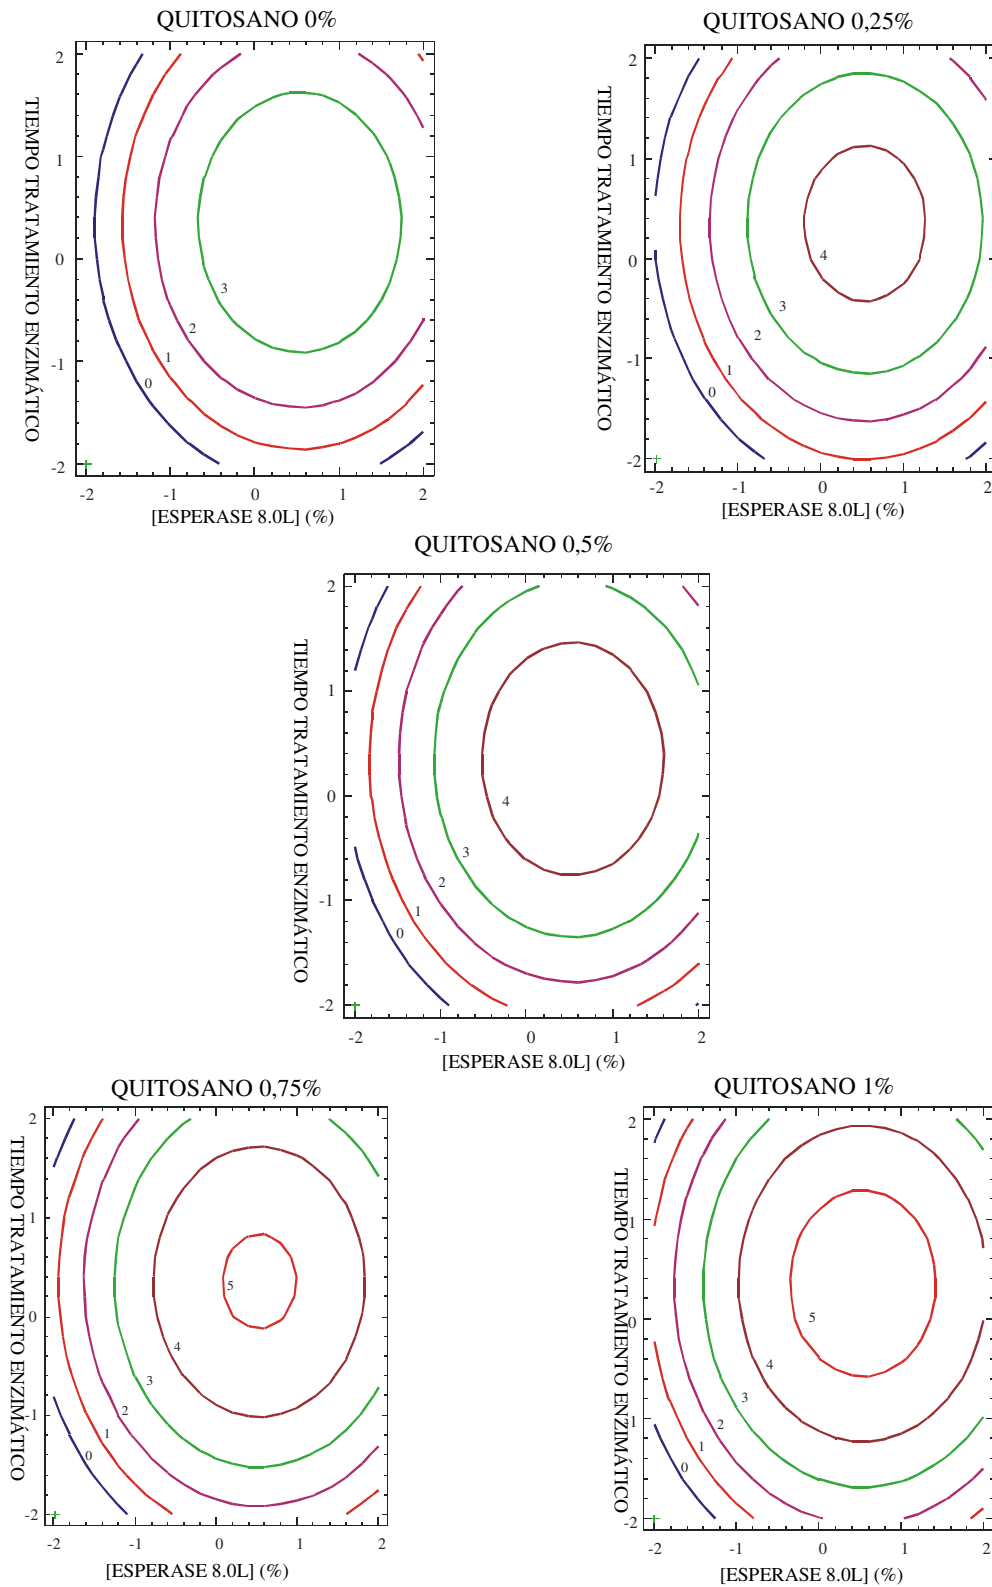 QUITOSANO 0%
TIEMPO TRATAMIENTO ENZIMÁTICO
2
1
0
-1
-2
3
2
1
0
-2 -1 0 1 2
[ESPERASE 8.0L] (%)
QUITOSANO 0,25%
TIEMPO TRATAMIENTO ENZIMÁTICO
2
1
0
-1
-2
4
3
2
1
0
-2 -1 0 1 2
[ESPERASE 8.0L] (%)
QUITOSANO 0,5%
TIEMPO TRATAMIENTO ENZIMÁTICO
2
1
0
-1
-2
4
3
2
1
0
-2 -1 0 1 2
[ESPERASE 8.0L] (%)
QUITOSANO 0,75%
TIEMPO TRATAMIENTO ENZIMÁTICO
2
1
0
-1
-2
5
4
3
2
1
0
-2 -1 0 1 2
[ESPERASE 8.0L] (%)
QUITOSANO 1%
TIEMPO TRATAMIENTO ENZIMÁTICO
2
1
0
-1
-2
5
4
3
2
1
0
-2 -1 0 1 2
[ESPERASE 8.0L] (%)